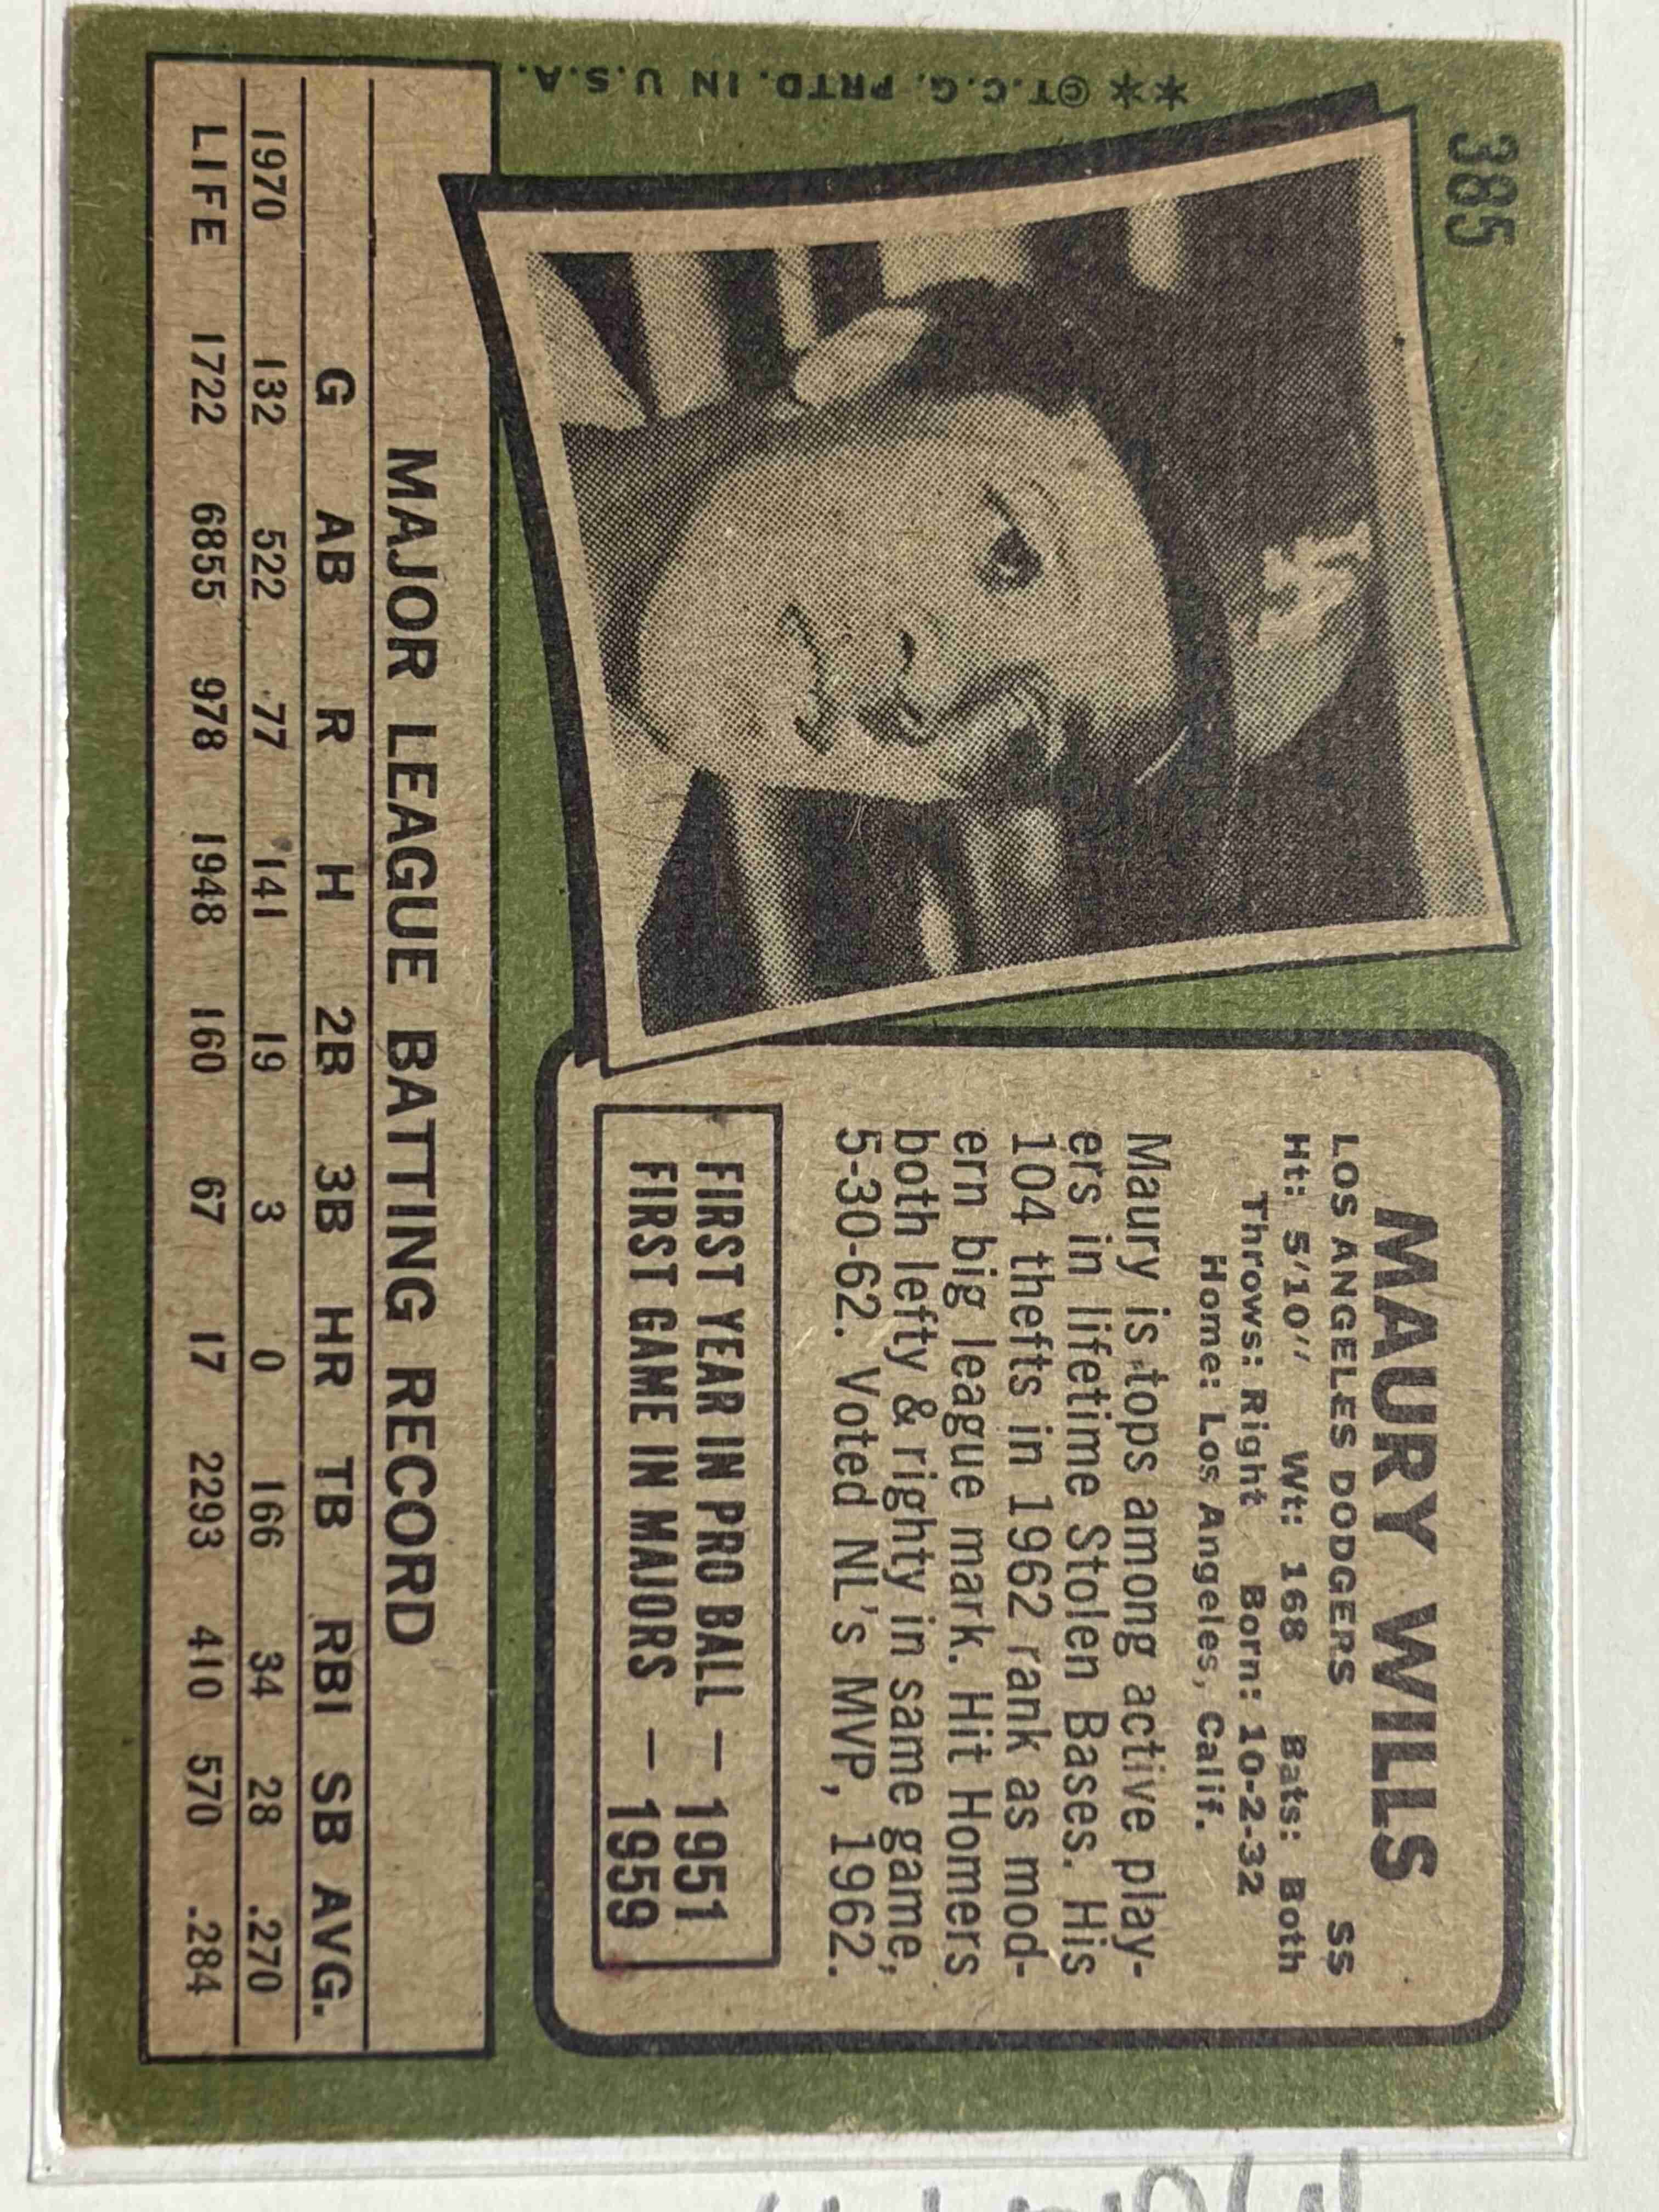 385
MAURY WILLS
LOS ANGELES DODGERS SS
Ht: 5'10" Wt: 168 Bats: Both
Throws: Right Born: 10-2-32
Home: Los Angeles, Calif.
Maury is tops among active play-
ers in lifetime Stolen Bases. His
104 thefts in 1962 rank as mod-
ern big league mark. Hit Homers
both lefty & righty in same game,
5-30-62. Voted NL's MVP, 1962.
FIRST YEAR IN PRO BALL — 1951
FIRST GAME IN MAJORS — 1959
**©T.C.G. PRTD. IN U.S.A.
MAJOR LEAGUE BATTING RECORD
G AB R H 2B 3B HR TB RBI SB AVG.
1970 132 522 77 141 19 3 0 166 34 28 .270
LIFE 1722 6855 978 1948 160 67 17 2293 410 570 .284